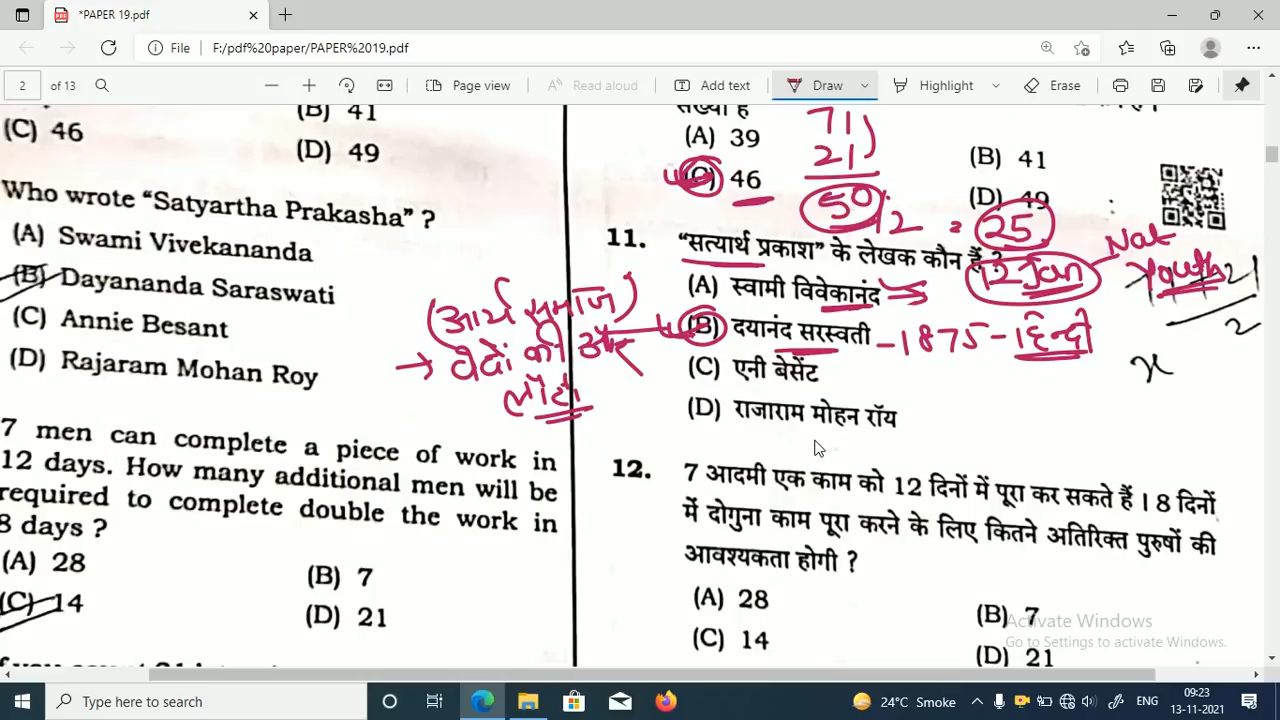 *PAPER 19.pdf
File
F:/pdf%20paper/PAPER%2019.pdf
2
of 13
Page view
Read aloud
Add text
Draw
Highlight
Erase
(B) 41
(C) 46
(D) 49
Who wrote “Satyartha Prakasha” ?
(A) Swami Vivekananda
(B) Dayananda Saraswati
(C) Annie Besant
(D) Rajaram Mohan Roy
7 men can complete a piece of work in
12 days. How many additional men will be
required to complete double the work in
8 days ?
(A) 28
(B) 7
(C) 14
(D) 21
संख्या है
(A) 39
(B) 41
(C) 46
(D) 49
71
21
50/2 = 25
11. “सत्यार्थ प्रकाश” के लेखक कौन हैं ?
(A) स्वामी विवेकानंद
12 Jan
Nat
Youth
(B) दयानंद सरस्वती
-1875-हिन्दी
(C) एनी बेसेंट
(D) राजाराम मोहन रॉय
(आर्य समाज)
→ वेदों की ओर
लौटो
12. 7 आदमी एक काम को 12 दिनों में पूरा कर सकते हैं । 8 दिनों
में दोगुना काम पूरा करने के लिए कितने अतिरिक्त पुरुषों की
आवश्यकता होगी ?
(A) 28
(B) 7
(C) 14
(D) 21
Activate Windows
Go to Settings to activate Windows.
Type here to search
24°C Smoke
ENG
09:23
13-11-2021